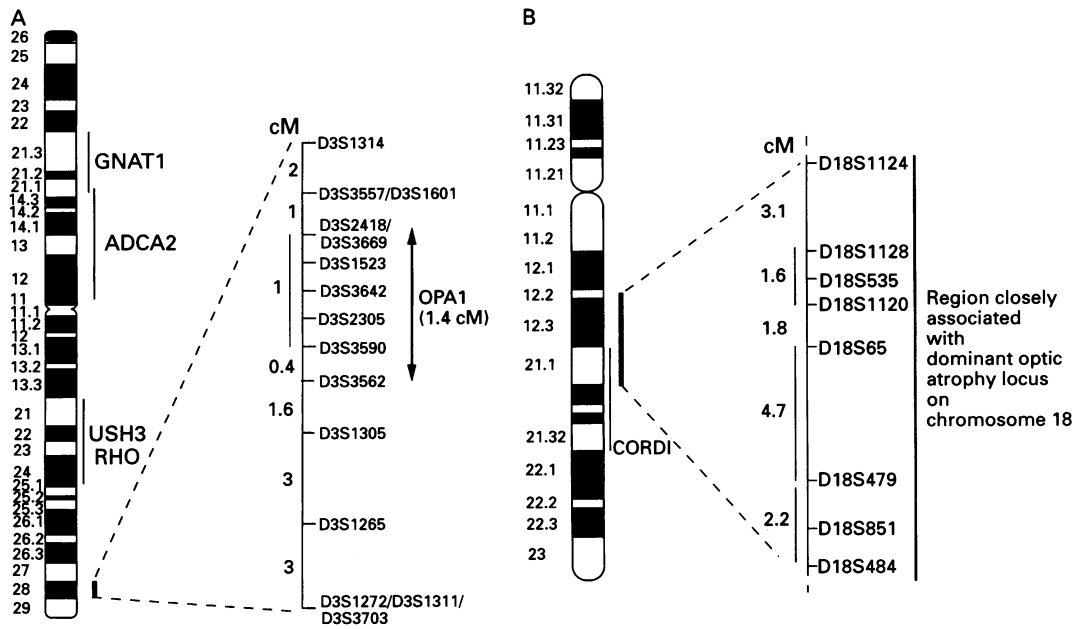 A
26
25
24
23
22
21.3
21.2
21.1
14.3
14.2
14.1
13
12
11
11.1
11.2
12
13.1
13.2
13.3
21
22
23
24
25.1
25.2
25.3
26.1
26.2
26.3
27
28
29
GNAT1
ADCA2
USH3
RHO
cM
2
1
1
0.4
1.6
3
3
D3S1314
D3S3557/D3S1601
D3S2418/
D3S3669
D3S1523
D3S3642
D3S2305
D3S3590
D3S3562
D3S1305
D3S1265
D3S1272/D3S1311/
D3S3703
OPA1
(1.4 cM)
B
11.32
11.31
11.23
11.21
11.1
11.2
12.1
12.2
12.3
21.1
21.32
22.1
22.2
22.3
23
CORDI
cM
3.1
1.6
1.8
4.7
2.2
D18S1124
D18S1128
D18S535
D18S1120
D18S65
D18S479
D18S851
D18S484
Region closely
associated
with
dominant optic
atrophy locus
on
chromosome 18